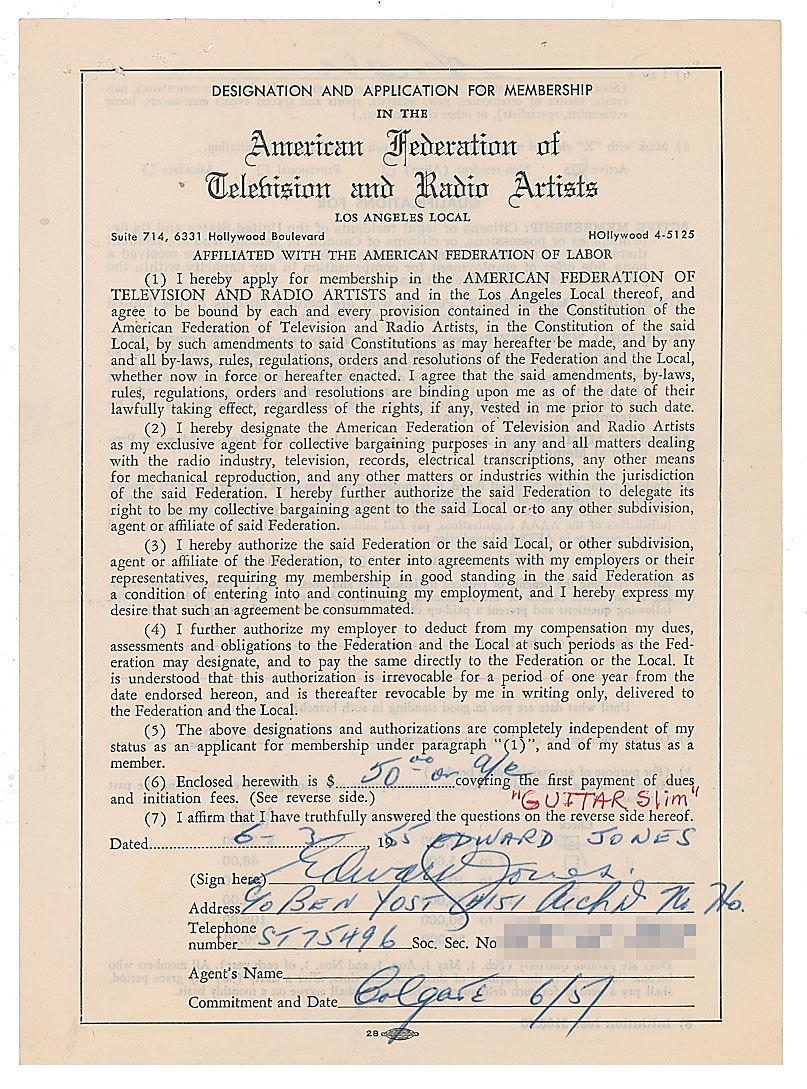 DESIGNATION AND APPLICATION FOR MEMBERSHIP
IN THE
American Federation of
Television and Radio Artists
LOS ANGELES LOCAL
Suite 714, 6331 Hollywood Boulevard HOllywood 4-5125
AFFILIATED WITH THE AMERICAN FEDERATION OF LABOR
(1) I hereby apply for membership in the AMERICAN FEDERATION OF
TELEVISION AND RADIO ARTISTS and in the Los Angeles Local thereof, and
agree to be bound by each and every provision contained in the Constitution of the
American Federation of Television and Radio Artists, in the Constitution of the said
Local, by such amendments to said Constitutions as may hereafter be made, and by any
and all by-laws, rules, regulations, orders and resolutions of the Federation and the Local,
whether now in force or hereafter enacted. I agree that the said amendments, by-laws,
rules, regulations, orders and resolutions are binding upon me as of the date of their
lawfully taking effect, regardless of the rights, if any, vested in me prior to such date.
(2) I hereby designate the American Federation of Television and Radio Artists
as my exclusive agent for collective bargaining purposes in any and all matters dealing
with the radio industry, television, records, electrical transcriptions, any other means
for mechanical reproduction, and any other matters or industries within the jurisdiction
of the said Federation. I hereby further authorize the said Federation to delegate its
right to be my collective bargaining agent to the said Local or to any other subdivision,
agent or affiliate of said Federation.
(3) I hereby authorize the said Federation or the said Local, or other subdivision,
agent or affiliate of the Federation, to enter into agreements with my employers or their
representatives, requiring my membership in good standing in the said Federation as
a condition of entering into and continuing my employment, and I hereby express my
desire that such an agreement be consummated.
(4) I further authorize my employer to deduct from my compensation my dues,
assessments and obligations to the Federation and the Local at such periods as the Fed-
eration may designate, and to pay the same directly to the Federation or the Local. It
is understood that this authorization is irrevocable for a period of one year from the
date endorsed hereon, and is thereafter revocable by me in writing only, delivered to
the Federation and the Local.
(5) The above designations and authorizations are completely independent of my
status as an applicant for membership under paragraph "(1)", and of my status as a
member.
(6) Enclosed herewith is $ 50 00 on a/c covering the first payment of dues
and initiation fees. (See reverse side.) "GUITAR Slim"
(7) I affirm that I have truthfully answered the questions on the reverse side hereof.
Dated 6-3, 1955 EDWARD JONES
(Sign here) Edward Jones.
Address c/o BEN YOST Archd No Ho.
Telephone
number ST75496 Soc. Sec. No
Agent's Name
Commitment and Date Colgate 6/5
28